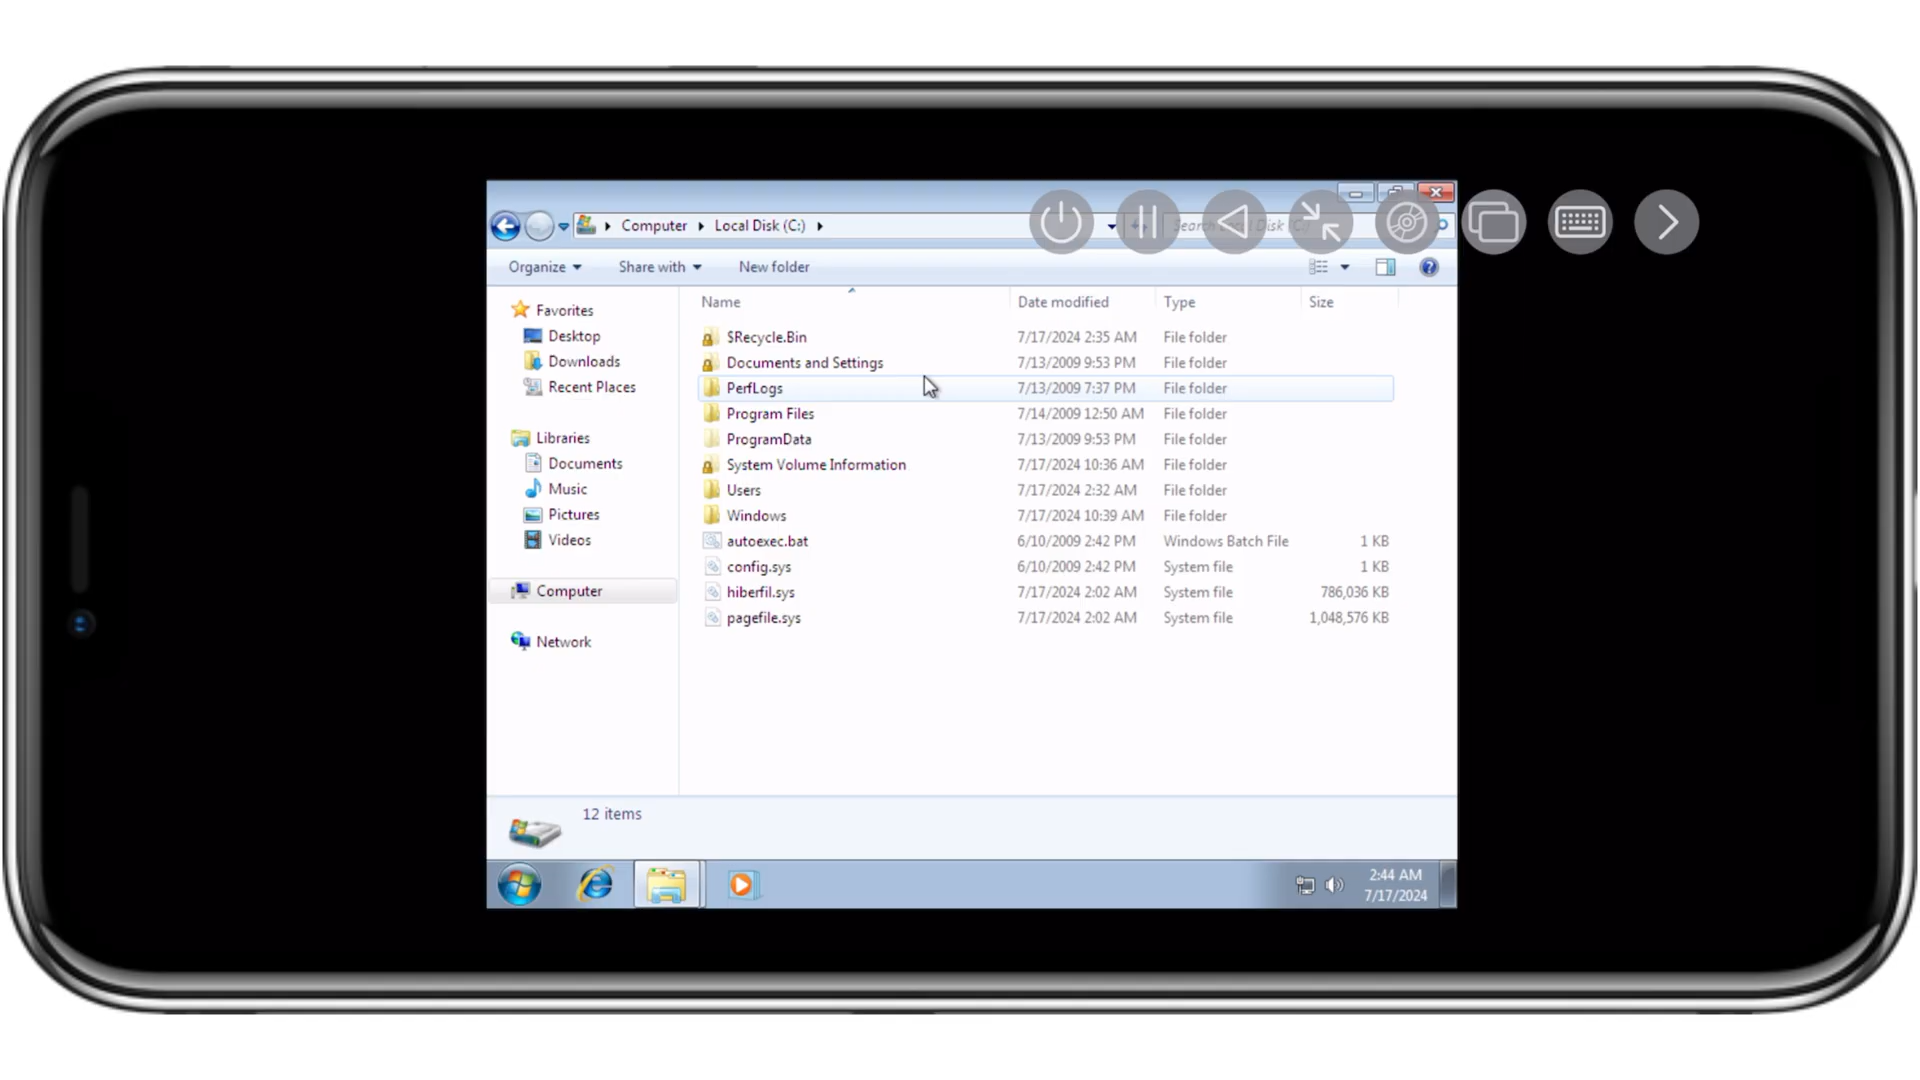 Computer Local Disk (C:) Search Local Disk (C:)
Organize Share with New folder
Favorites
Desktop
Downloads
Recent Places
Libraries
Documents
Music
Pictures
Videos
Computer
Network
Name Date modified Type Size
$Recycle.Bin 7/17/2024 2:35 AM File folder
Documents and Settings 7/13/2009 9:53 PM File folder
PerfLogs 7/13/2009 7:37 PM File folder
Program Files 7/14/2009 12:50 AM File folder
ProgramData 7/13/2009 9:53 PM File folder
System Volume Information 7/17/2024 10:36 AM File folder
Users 7/17/2024 2:32 AM File folder
Windows 7/17/2024 10:39 AM File folder
autoexec.bat 6/10/2009 2:42 PM Windows Batch File 1 KB
config.sys 6/10/2009 2:42 PM System file 1 KB
hiberfil.sys 7/17/2024 2:02 AM System file 786,036 KB
pagefile.sys 7/17/2024 2:02 AM System file 1,048,576 KB
12 items
2:44 AM
7/17/2024